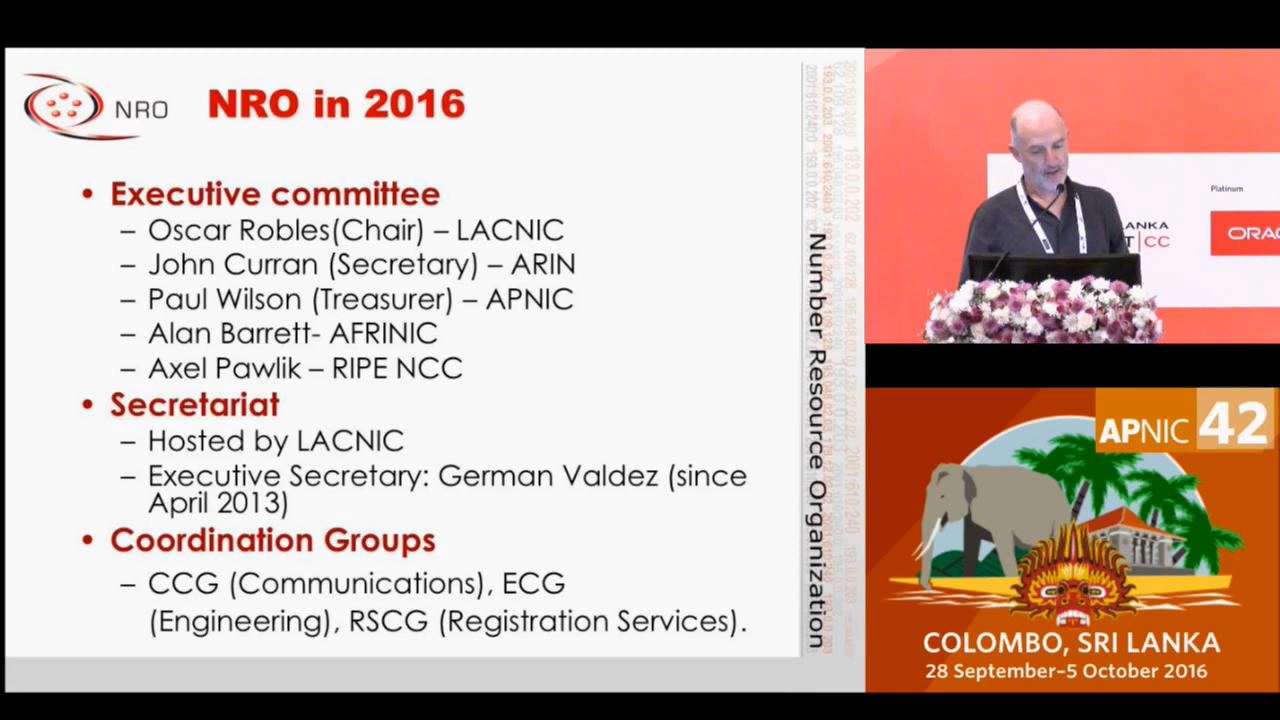 NRO
NRO in 2016
• Executive committee
– Oscar Robles(Chair) – LACNIC
– John Curran (Secretary) – ARIN
– Paul Wilson (Treasurer) – APNIC
– Alan Barrett- AFRINIC
– Axel Pawlik – RIPE NCC
• Secretariat
– Hosted by LACNIC
– Executive Secretary: German Valdez (since
April 2013)
• Coordination Groups
– CCG (Communications), ECG
(Engineering), RSCG (Registration Services).
Number Resource Organization
Platinum
ANKA
T|CC
ORAC
APNIC 42
COLOMBO, SRI LANKA
28 September–5 October 2016